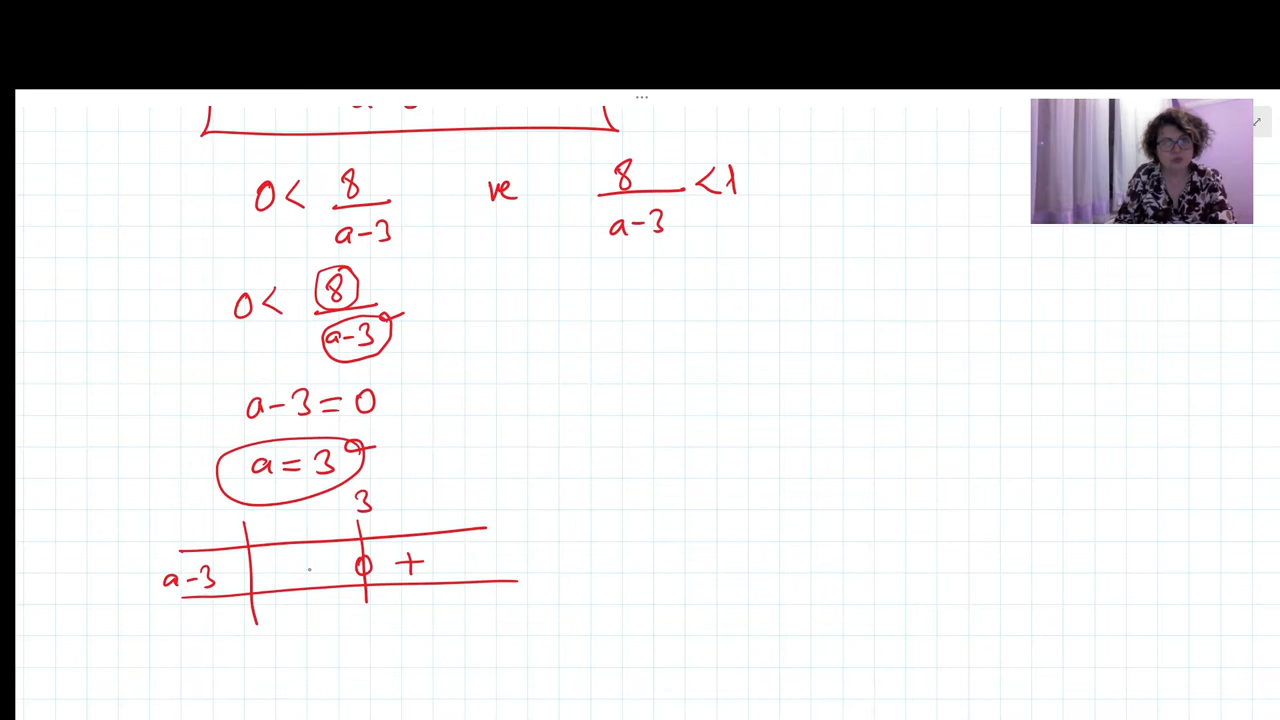 0 < 8/(a-3) ve 8/(a-3) < 1
0 < 8/(a-3)
a-3=0
a=3
3
a-3 0 +